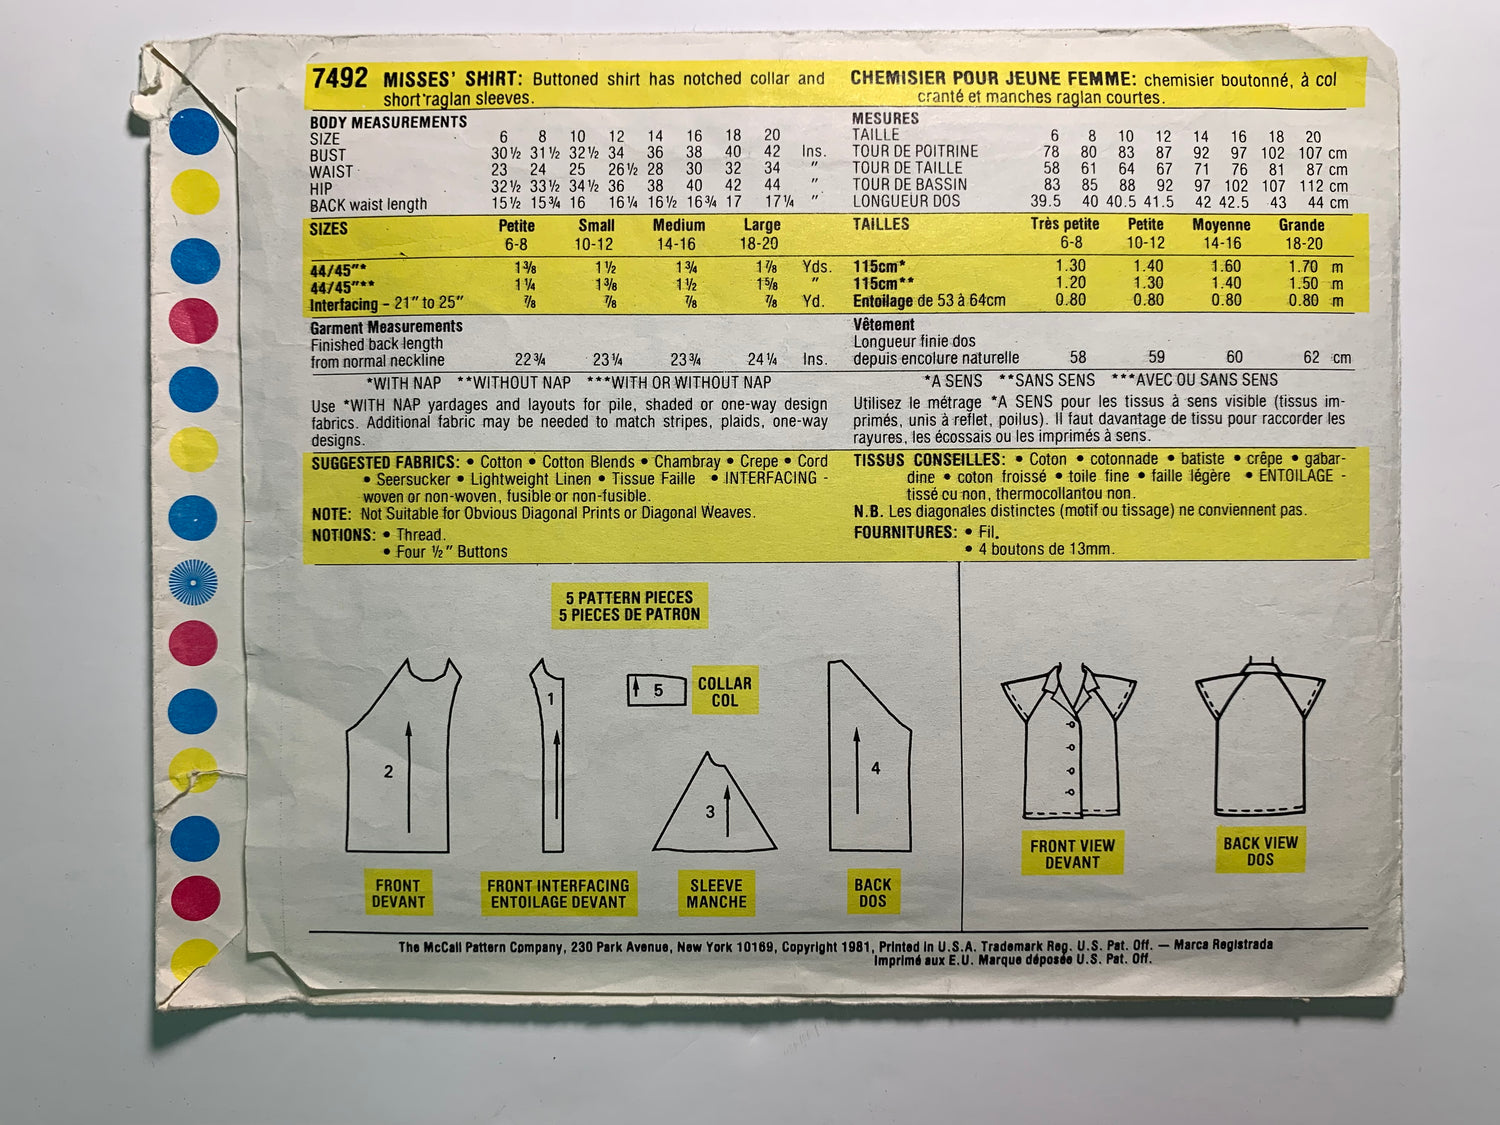 7492 MISSES' SHIRT: Buttoned shirt has notched collar and
short raglan sleeves.
BODY MEASUREMENTS
SIZE 6 8 10 12 14 16 18 20
BUST 30½ 31½ 32½ 34 36 38 40 42 Ins.
WAIST 23 24 25 26½ 28 30 32 34 "
HIP 32½ 33½ 34½ 36 38 40 42 44 "
BACK waist length 15½ 15¾ 16 16¼ 16½ 16¾ 17 17¼ "
SIZES Petite Small Medium Large
6-8 10-12 14-16 18-20
44/45"* 1⅜ 1½ 1¾ 1⅞ Yds.
44/45"** 1¼ 1⅜ 1½ 1⅝ "
Interfacing - 21" to 25" ⅞ ⅞ ⅞ ⅞ Yd.
Garment Measurements
Finished back length
from normal neckline 22¾ 23¼ 23¾ 24¼ Ins.
*WITH NAP **WITHOUT NAP ***WITH OR WITHOUT NAP
Use *WITH NAP yardages and layouts for pile, shaded or one-way design
fabrics. Additional fabric may be needed to match stripes, plaids, one-way
designs.
SUGGESTED FABRICS: • Cotton • Cotton Blends • Chambray • Crepe • Cord
• Seersucker • Lightweight Linen • Tissue Faille • INTERFACING -
woven or non-woven, fusible or non-fusible.
NOTE: Not Suitable for Obvious Diagonal Prints or Diagonal Weaves.
NOTIONS: • Thread.
• Four ½" Buttons
CHEMISIER POUR JEUNE FEMME: chemisier boutonné, à col
cranté et manches raglan courtes.
MESURES
TAILLE 6 8 10 12 14 16 18 20
TOUR DE POITRINE 78 80 83 87 92 97 102 107 cm
TOUR DE TAILLE 58 61 64 67 71 76 81 87 cm
TOUR DE BASSIN 83 85 88 92 97 102 107 112 cm
LONGUEUR DOS 39.5 40 40.5 41.5 42 42.5 43 44 cm
TAILLES Très petite Petite Moyenne Grande
6-8 10-12 14-16 18-20
115cm* 1.30 1.40 1.60 1.70 m
115cm** 1.20 1.30 1.40 1.50 m
Entoilage de 53 à 64cm 0.80 0.80 0.80 0.80 m
Vêtement
Longueur finie dos
depuis encolure naturelle 58 59 60 62 cm
*A SENS **SANS SENS ***AVEC OU SANS SENS
Utilisez le métrage *A SENS pour les tissus à sens visible (tissus im-
primés, unis à reflet, poilus). Il faut davantage de tissu pour raccorder les
rayures, les écossais ou les imprimés à sens.
TISSUS CONSEILLES: • Coton • cotonnade • batiste • crêpe • gabar-
dine • coton froissé • toile fine • faille légère • ENTOILAGE -
tissé ou non, thermocollantou non.
N.B. Les diagonales distinctes (motif ou tissage) ne conviennent pas.
FOURNITURES: • Fil.
• 4 boutons de 13mm.
5 PATTERN PIECES
5 PIECES DE PATRON
2
1
5
3
4
COLLAR
COL
FRONT
DEVANT
FRONT INTERFACING
ENTOILAGE DEVANT
SLEEVE
MANCHE
BACK
DOS
FRONT VIEW
DEVANT
BACK VIEW
DOS
The McCall Pattern Company, 230 Park Avenue, New York 10169, Copyright 1981, Printed in U.S.A. Trademark Reg. U.S. Pat. Off. — Marca Registrada
Imprimé aux E.U. Marque déposée U.S. Pat. Off.